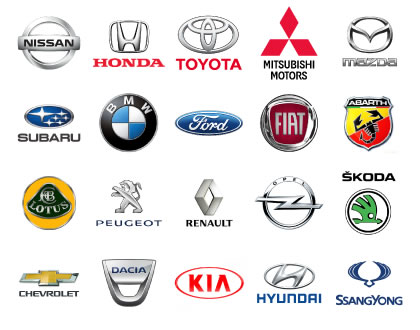 NISSAN
HONDA
TOYOTA
MITSUBISHI
MOTORS
mazda
SUBARU
BMW
Ford
FIAT
ABARTH
LOTUS
PEUGEOT
RENAULT
OPEL
ŠKODA
CHEVROLET
DACIA
KIA
HYUNDAI
SSANGYONG